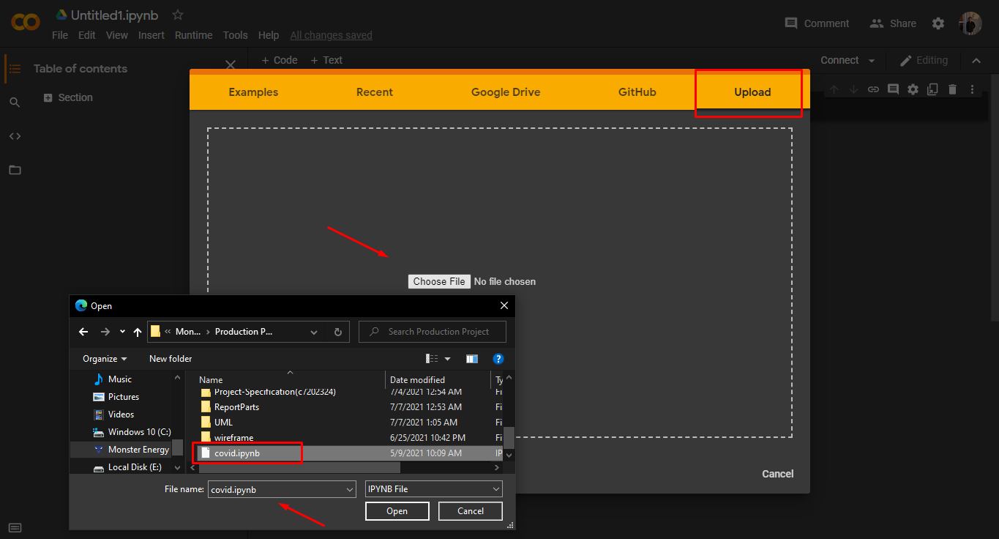 Untitled1.ipynb
File Edit View Insert Runtime Tools Help All changes saved
Comment Share
Table of contents
+ Code + Text
Connect Editing
Section
Examples Recent Google Drive GitHub Upload
Choose File No file chosen
Open
« Mon... › Production P...
Search Production Project
Organize New folder
Music
Pictures
Videos
Windows 10 (C:)
Monster Energy
Local Disk (E:)
Name Date modified Ty
Project-Specification(c7202324) 7/4/2021 12:54 AM Fi
ReportParts 7/7/2021 12:53 AM Fi
UML 7/7/2021 1:05 AM Fi
wireframe 6/25/2021 10:42 PM Fi
covid.ipynb 5/9/2021 10:09 AM IP
File name: covid.ipynb IPYNB File
Open Cancel
Cancel